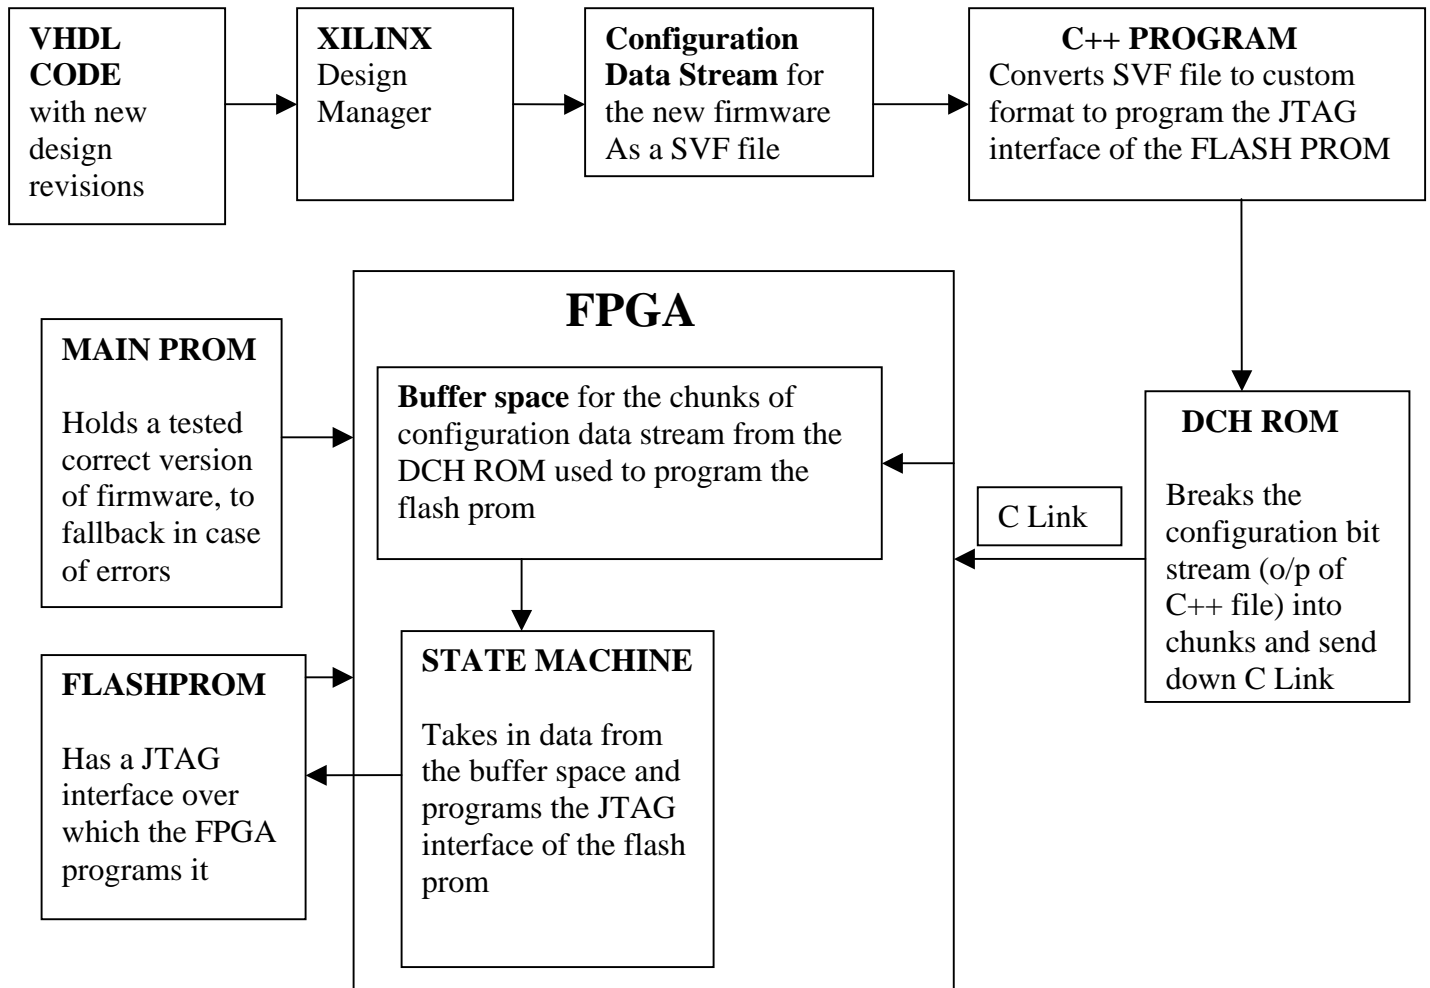 VHDL
CODE
with new
design
revisions
XILINX
Design
Manager
Configuration
Data Stream for
the new firmware
As a SVF file
C++ PROGRAM
Converts SVF file to custom
format to program the JTAG
interface of the FLASH PROM
FPGA
MAIN PROM
Holds a tested
correct version
of firmware, to
fallback in case
of errors
Buffer space for the chunks of
configuration data stream from the
DCH ROM used to program the
flash prom
C Link
DCH ROM
Breaks the
configuration bit
stream (o/p of
C++ file) into
chunks and send
down C Link
FLASHPROM
Has a JTAG
interface over
which the FPGA
programs it
STATE MACHINE
Takes in data from
the buffer space and
programs the JTAG
interface of the flash
prom